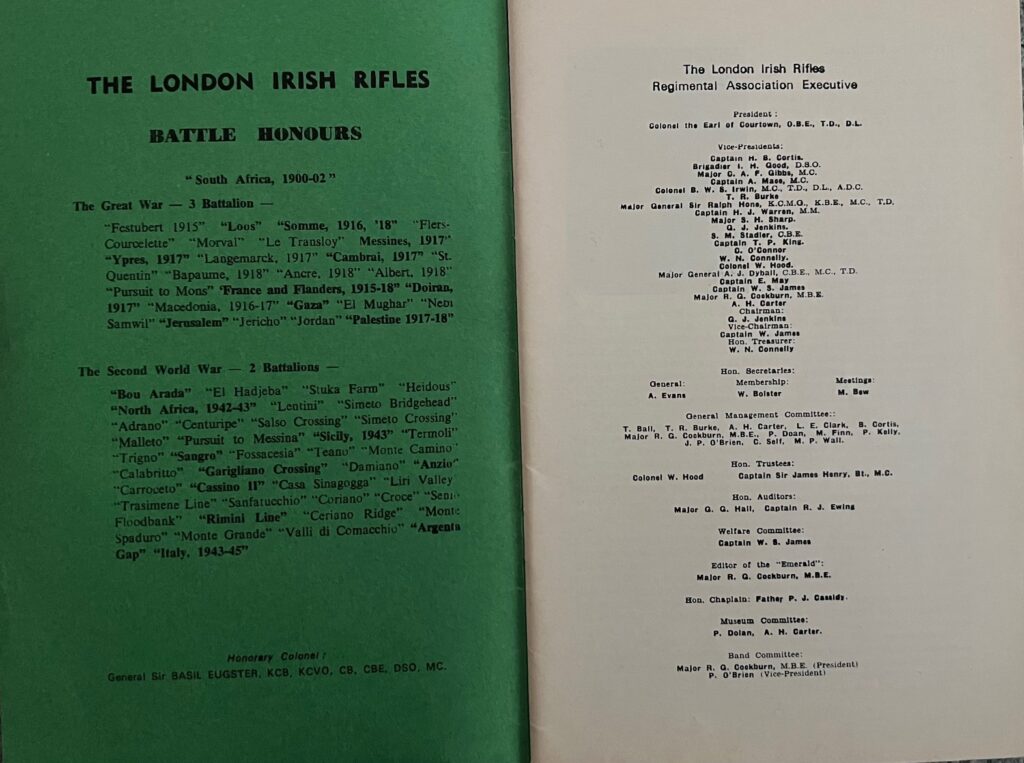 THE LONDON IRISH RIFLES
BATTLE HONOURS
"South Africa, 1900-02"
The Great War — 3 Battalion —
"Festubert 1915" "Loos" "Somme, 1916, '18" "Flers-
Courcelette" "Morval" "Le Transloy" Messines, 1917"
"Ypres, 1917" "Langemarck, 1917" "Cambrai, 1917" "St.
Quentin" "Bapaume, 1918" "Ancre, 1918" "Albert, 1918"
"Pursuit to Mons" "France and Flanders, 1915-18" "Doiran,
1917" "Macedonia, 1916-17" "Gaza" "El Mughar" "Nebi
Samwil" "Jerusalem" "Jericho" "Jordan" "Palestine 1917-18"
The Second World War — 2 Battalions —
"Bou Arada" "El Hadjeba" "Stuka Farm" "Heidous"
"North Africa, 1942-43" "Lentini" "Simeto Bridgehead"
"Adrano" "Centuripe" "Salso Crossing" "Simeto Crossing"
"Malleto" "Pursuit to Messina" "Sicily, 1943" "Termoli"
"Trigno" "Sangro" "Fossacesia" "Teano" "Monte Camino"
"Calabritto" "Garigliano Crossing" "Damiano" "Anzio"
"Carroceto" "Cassino II" "Casa Sinagogga" "Liri Valley"
"Trasimene Line" "Sanfatucchio" "Coriano" "Croce" "Senio
Floodbank" "Rimini Line" "Ceriano Ridge" "Monte
Spaduro" "Monte Grande" "Valli di Comacchio" "Argenta
Gap" "Italy, 1943-45"
Honorary Colonel:
General Sir BASIL EUGSTER, KCB, KCVO, CB, CBE, DSO, MC.
The London Irish Rifles
Regimental Association Executive
President:
Colonel the Earl of Courtown, O.B.E., T.D., D.L.
Vice-Presidents:
Captain H. B. Cortis.
Brigadier I. H. Good, D.S.O.
Major C. A. F. Gibbs, M.C.
Captain A. Mace, M.C.
Colonel B. W. S. Irwin, M.C., T.D., D.L., A.D.C.
T. R. Burke
Major General Sir Ralph Hone, K.C.M.G., K.B.E., M.C., T.D.
Captain H. J. Warren, M.M.
Major S. H. Sharp.
G. J. Jenkins.
S. M. Stadler, C.B.E.
Captain T. P. King.
C. O'Connor
W. N. Connelly.
Colonel W. Hood.
Major General A. J. Dyball, C.B.E., M.C., T.D.
Captain E. May
Captain W. S. James
Major R. G. Cockburn, M.B.E.
A. H. Carter
Chairman:
G. J. Jenkins
Vice-Chairman:
Captain W. James
Hon. Treasurer:
W. N. Connelly
Hon. Secretaries:
General: Membership: Meetings:
A. Evans W. Bolster M. Bew
General Management Committee::
T. Ball, T. R. Burke, A. H. Carter, L. E. Clark, B. Cortis,
Major R. G. Cockburn, M.B.E., P. Doan, M. Finn, P. Kelly,
J. P. O'Brien, C. Self, M. P. Wall.
Hon. Trustees:
Colonel W. Hood Captain Sir James Henry, Bt., M.C.
Hon. Auditors:
Major G. G. Hall, Captain R. J. Ewing
Welfare Committee:
Captain W. S. James
Editor of the "Emerald":
Major R. G. Cockburn, M.B.E.
Hon. Chaplain: Father P. J. Cassidy.
Museum Committee:
P. Dolan, A. H. Carter.
Band Committee:
Major R. G. Cockburn, M.B.E. (President)
P. O'Brien (Vice-President)